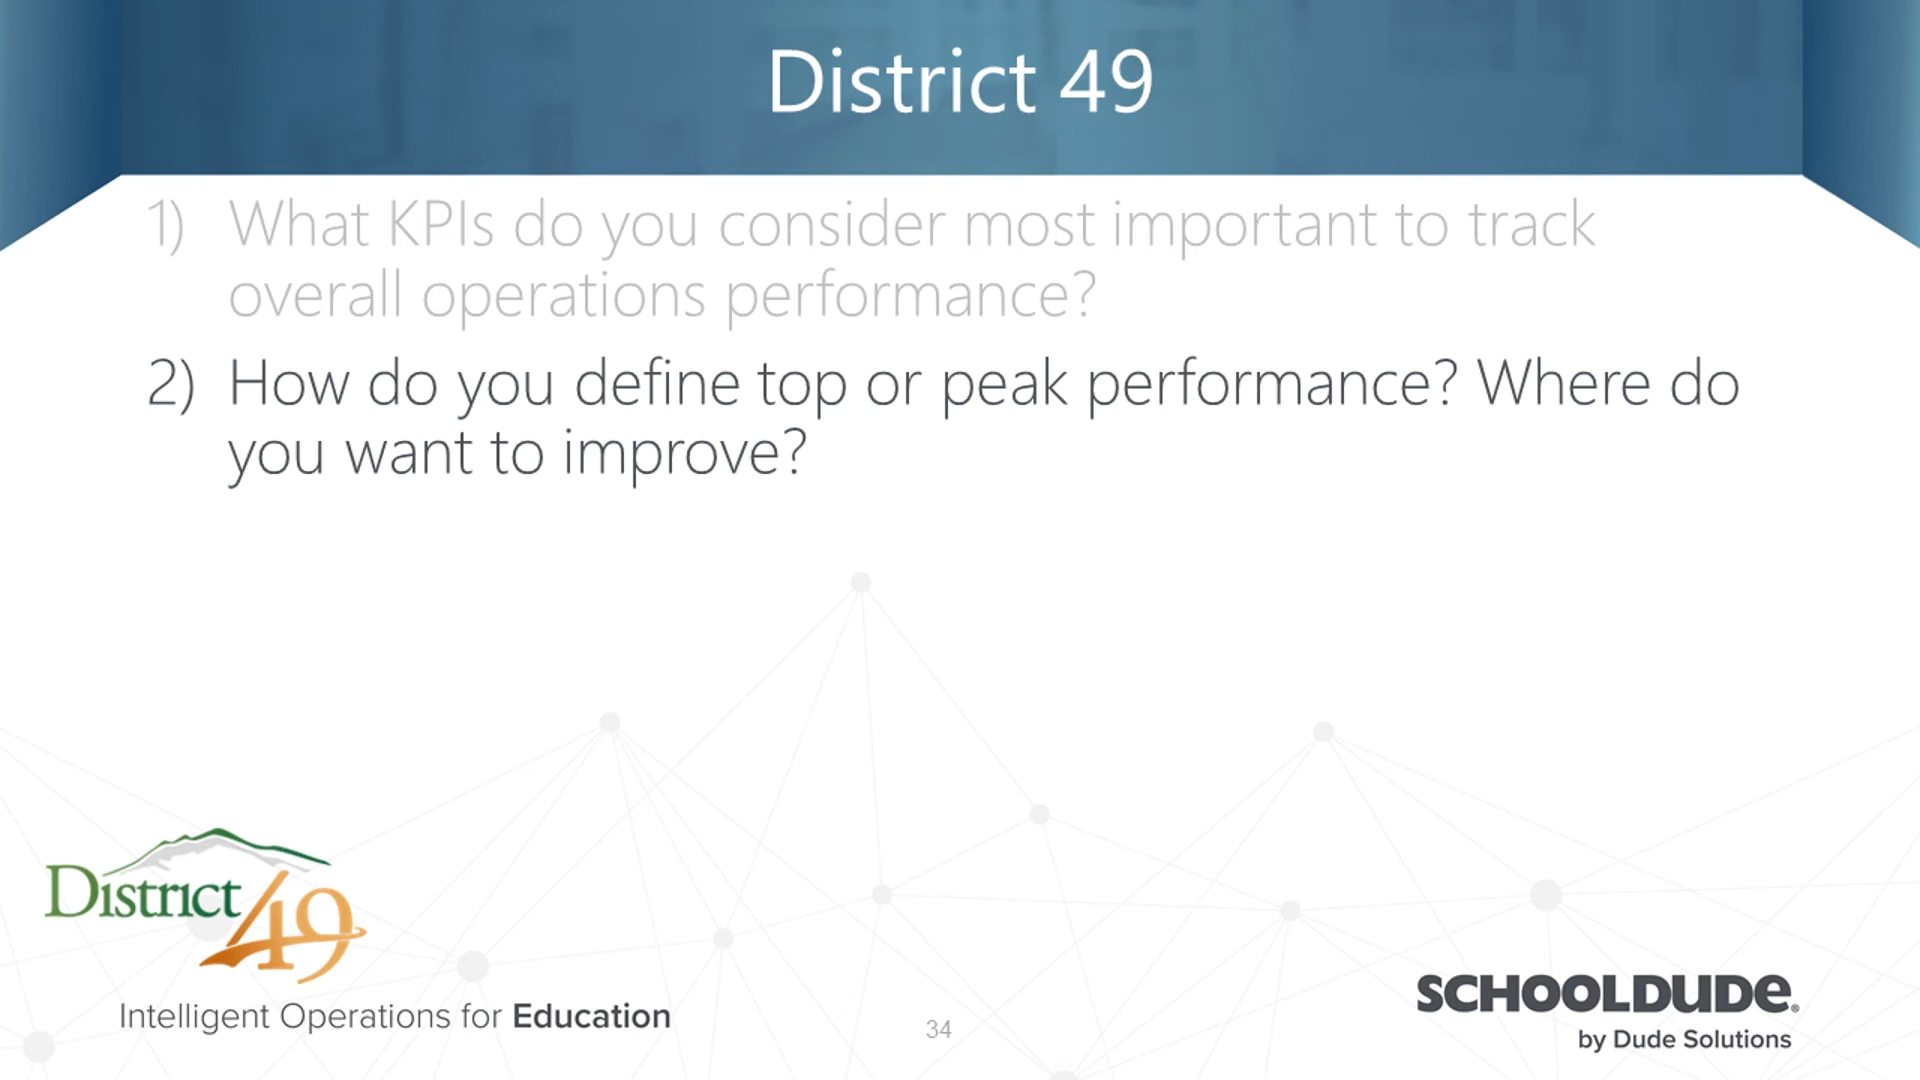 District 49
1) What KPIs do you consider most important to track
overall operations performance?
2) How do you define top or peak performance? Where do
you want to improve?
District 49
Intelligent Operations for Education
34
SCHOOLDUDe®
by Dude Solutions